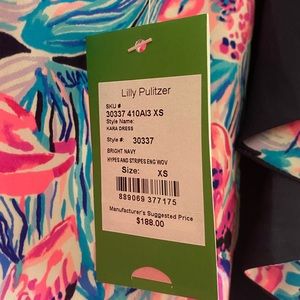 Lilly Pulitzer
SKU #
30337 410AI3 XS
Style Name:
KARA DRESS
Style #: 30337
BRIGHT NAVY
HYPES AND STRIPES ENG WOV
Size: XS
889069 377175
Manufacturer's Suggested Price
$188.00